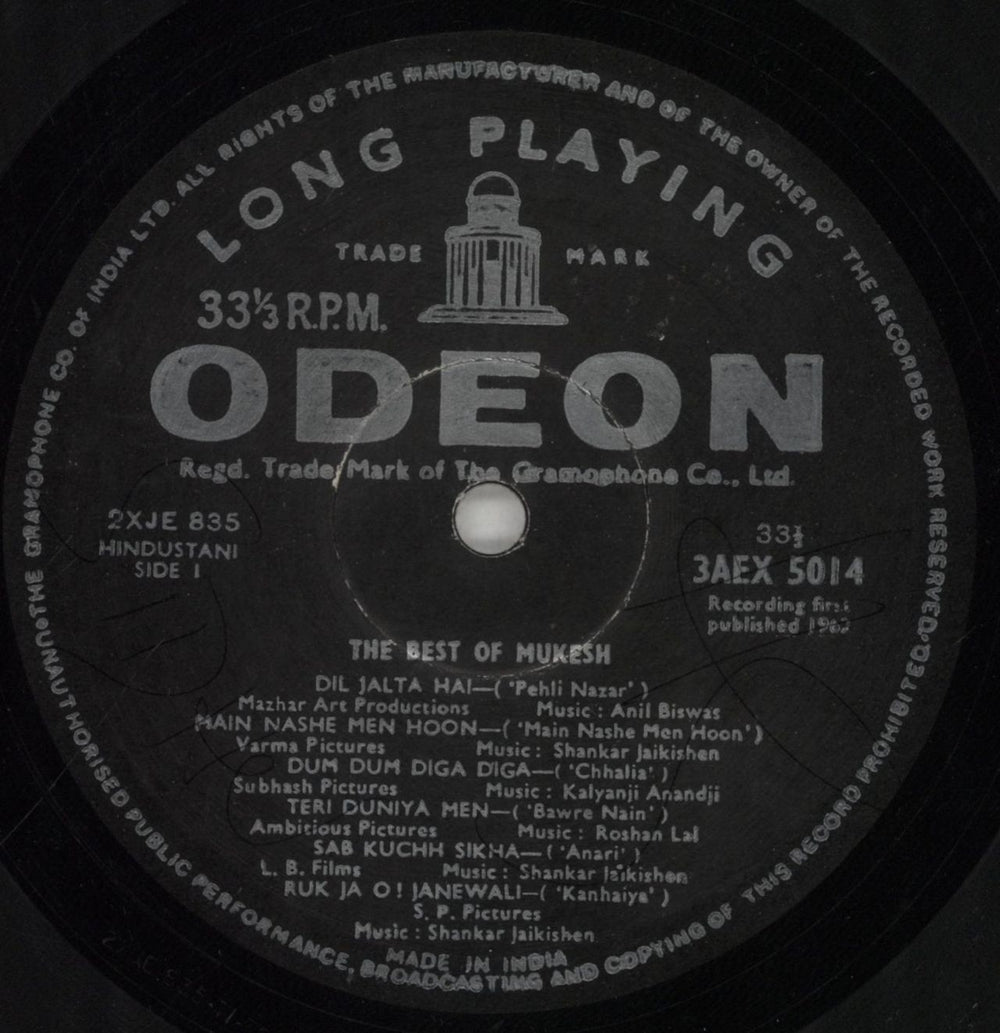 THE GRAMOPHONE CO. OF INDIA LTD. ALL RIGHTS OF THE MANUFACTURER AND OF THE OWNER OF THE RECORDED WORK RESERVED. UNAUTHORISED PUBLIC PERFORMANCE, BROADCASTING AND COPYING OF THIS RECORD PROHIBITED
LONG PLAYING
TRADE MARK
33⅓ R.P.M.
ODEON
Regd. Trade Mark of The Gramophone Co., Ltd.
2XJE 835
HINDUSTANI
SIDE 1
33⅓
3AEX 5014
Recording first
published
THE BEST OF MUKESH
DIL JALTA HAI—( 'Pehli Nazar' )
Mazhar Art Productions Music : Anil Biswas
MAIN NASHE MEN HOON—( 'Main Nashe Men Hoon' )
Varma Pictures Music : Shankar Jaikishen
DUM DUM DIGA DIGA—( 'Chhalia' )
Subhash Pictures Music : Kalyanji Anandji
TERI DUNIYA MEN—( 'Bawre Nain' )
Ambitious Pictures Music : Roshan Lal
SAB KUCHH SIKHA—( 'Anari' )
L. B. Films Music : Shankar Jaikishen
RUK JA O! JANEWALI—( 'Kanhaiya' )
S. P. Pictures
Music : Shankar Jaikishen
MADE IN INDIA